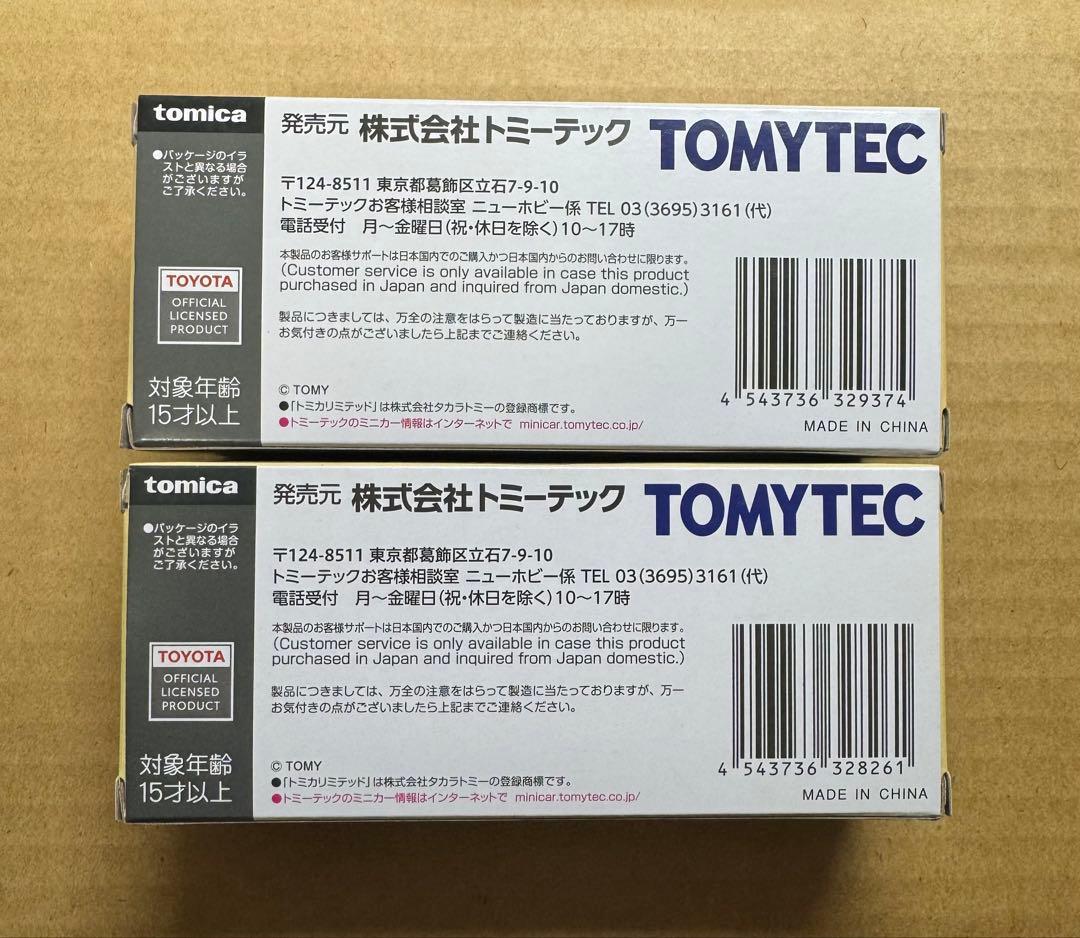 tomica
●パッケージのイラ
ストと異なる場合
がございますが
ご了承ください。
TOYOTA
OFFICIAL
LICENSED
PRODUCT
対象年齢
15才以上
発売元 株式会社トミーテック TOMYTEC
〒124-8511 東京都葛飾区立石7-9-10
トミーテックお客様相談室 ニューホビー係 TEL 03(3695)3161(代)
電話受付 月〜金曜日(祝・休日を除く)10〜17時
本製品のお客様サポートは日本国内でのご購入かつ日本国内からのお問い合わせに限ります。
(Customer service is only available in case this product
purchased in Japan and inquired from Japan domestic.)
製品につきましては、万全の注意をはらって製造に当たっておりますが、万一
お気付きの点がございましたら上記までご連絡ください。
© TOMY
●「トミカリミテッド」は株式会社タカラトミーの登録商標です。
●トミーテックのミニカー情報はインターネットで minicar.tomytec.co.jp/
4 543736 329374
MADE IN CHINA
tomica
●パッケージのイラ
ストと異なる場合
がございますが
ご了承ください。
TOYOTA
OFFICIAL
LICENSED
PRODUCT
対象年齢
15才以上
発売元 株式会社トミーテック TOMYTEC
〒124-8511 東京都葛飾区立石7-9-10
トミーテックお客様相談室 ニューホビー係 TEL 03(3695)3161(代)
電話受付 月〜金曜日(祝・休日を除く)10〜17時
本製品のお客様サポートは日本国内でのご購入かつ日本国内からのお問い合わせに限ります。
(Customer service is only available in case this product
purchased in Japan and inquired from Japan domestic.)
製品につきましては、万全の注意をはらって製造に当たっておりますが、万一
お気付きの点がございましたら上記までご連絡ください。
© TOMY
●「トミカリミテッド」は株式会社タカラトミーの登録商標です。
●トミーテックのミニカー情報はインターネットで minicar.tomytec.co.jp/
4 543736 328261
MADE IN CHINA